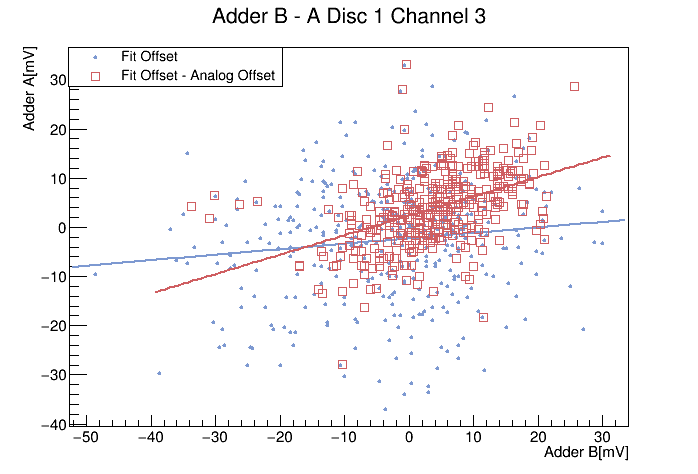 Adder B - A Disc 1 Channel 3
Adder A[mV]
Fit Offset
Fit Offset - Analog Offset
30
20
10
0
−10
−20
−30
−40
−50 −40 −30 −20 −10 0 10 20 30
Adder B[mV]